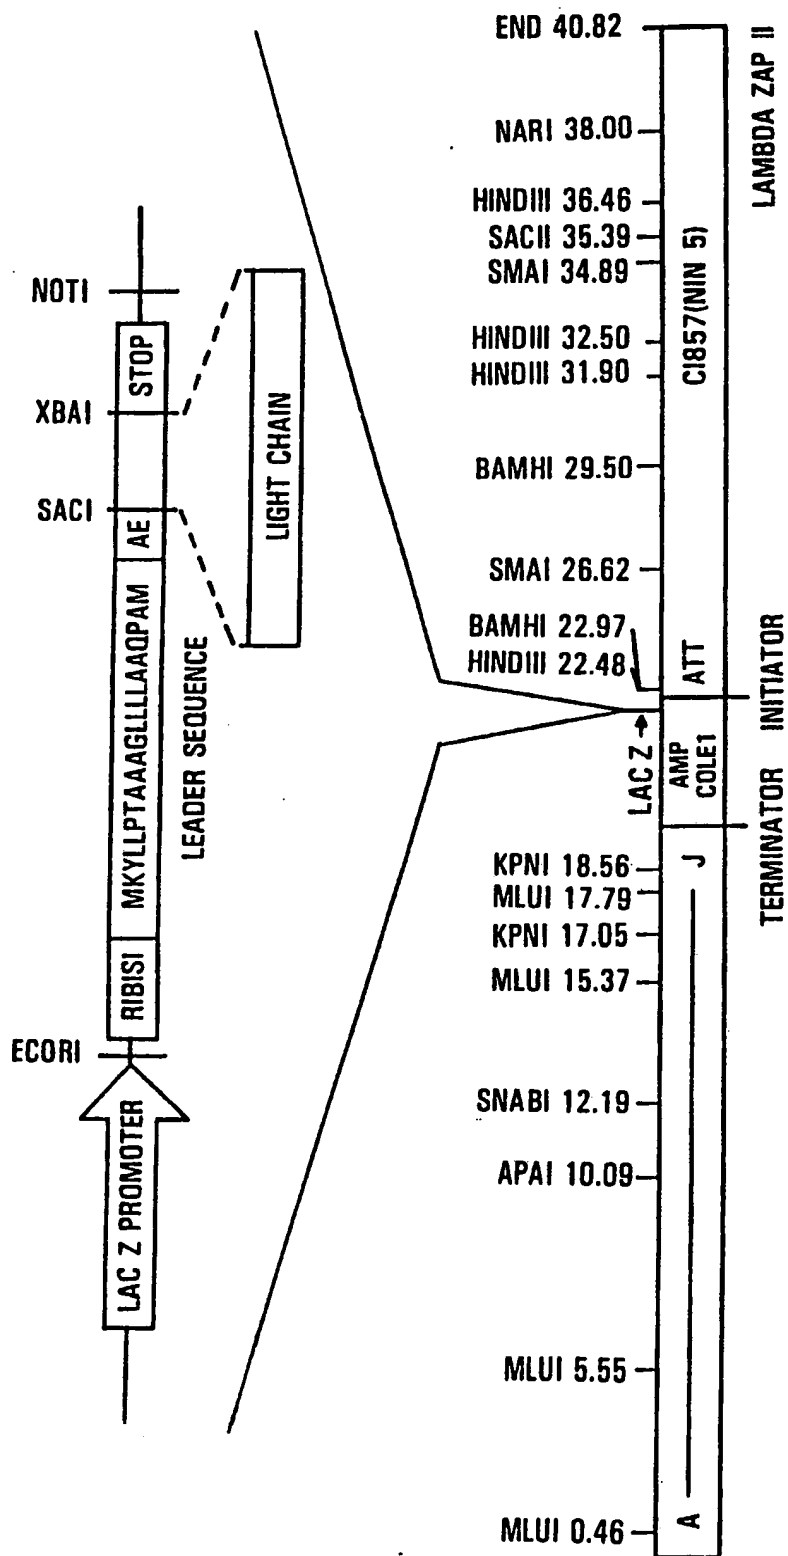 END 40.82
NARI 38.00
HINDIII 36.46
SACII 35.39
SMAI 34.89
HINDIII 32.50
HINDIII 31.90
BAMHI 29.50
SMAI 26.62
BAMHI 22.97
HINDIII 22.48
LAC Z
KPNI 18.56
MLUI 17.79
KPNI 17.05
MLUI 15.37
SNABI 12.19
APAI 10.09
MLUI 5.55
MLUI 0.46
LAMBDA ZAP II
CI857(NIN 5)
ATT
INITIATOR
AMP
COLE1
TERMINATOR
J
A
NOTI
STOP
XBAI
SACI
AE
LIGHT CHAIN
MKYLLPTAAAGLLLLAAQPAM
LEADER SEQUENCE
RIBISI
ECORI
LAC Z PROMOTER